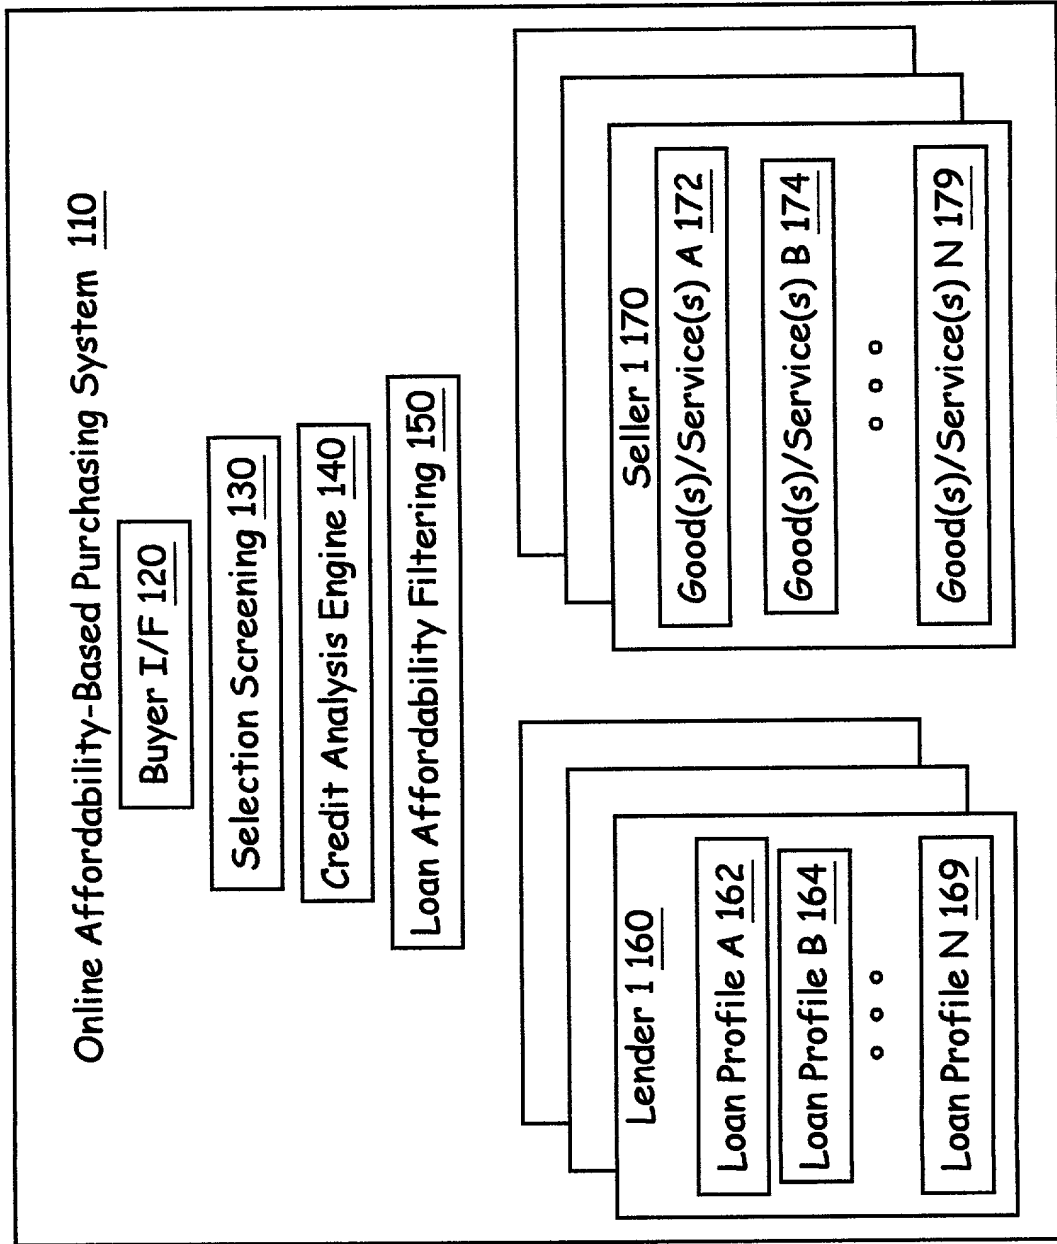 Online Affordability-Based Purchasing System 110
Buyer I/F 120
Selection Screening 130
Credit Analysis Engine 140
Loan Affordability Filtering 150
Lender 1 160
Loan Profile A 162
Loan Profile B 164
Loan Profile N 169
Seller 1 170
Good(s)/Service(s) A 172
Good(s)/Service(s) B 174
Good(s)/Service(s) N 179